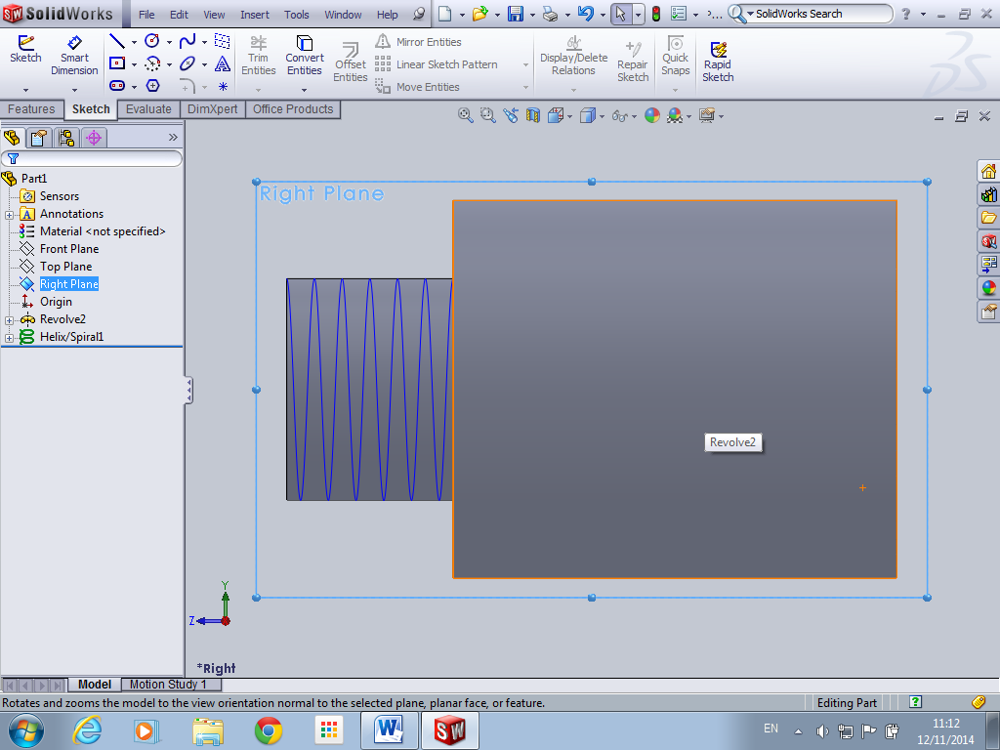 SolidWorks
File Edit View Insert Tools Window Help
SolidWorks Search
Sketch
Smart Dimension
Trim Entities
Convert Entities
Offset Entities
Mirror Entities
Linear Sketch Pattern
Move Entities
Display/Delete Relations
Repair Sketch
Quick Snaps
Rapid Sketch
Features Sketch Evaluate DimXpert Office Products
Part1
Sensors
Annotations
Material <not specified>
Front Plane
Top Plane
Right Plane
Origin
Revolve2
Helix/Spiral1
Right Plane
Revolve2
Y
Z
*Right
Model Motion Study 1
Rotates and zooms the model to the view orientation normal to the selected plane, planar face, or feature.
Editing Part
EN
11:12
12/11/2014